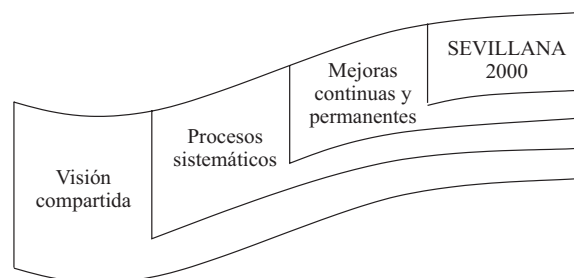 Visión
compartida
Procesos
sistemáticos
Mejoras
continuas y
permanentes
SEVILLANA
2000